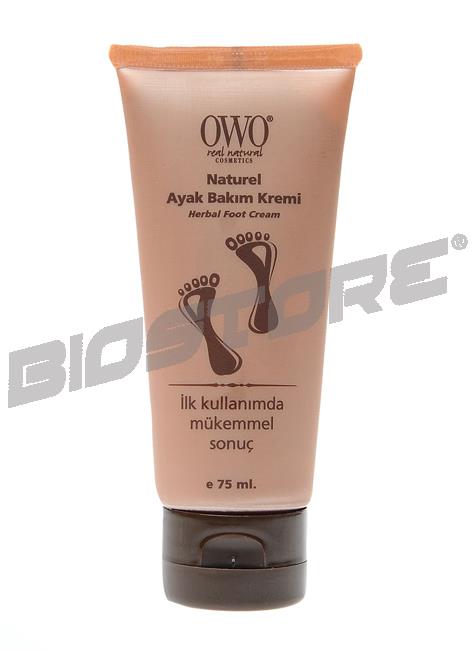 OWO®
real natural
COSMETICS
Naturel
Ayak Bakım Kremi
Herbal Foot Cream
BIOSTORE®
İlk kullanımda
mükemmel
sonuç
e 75 ml.